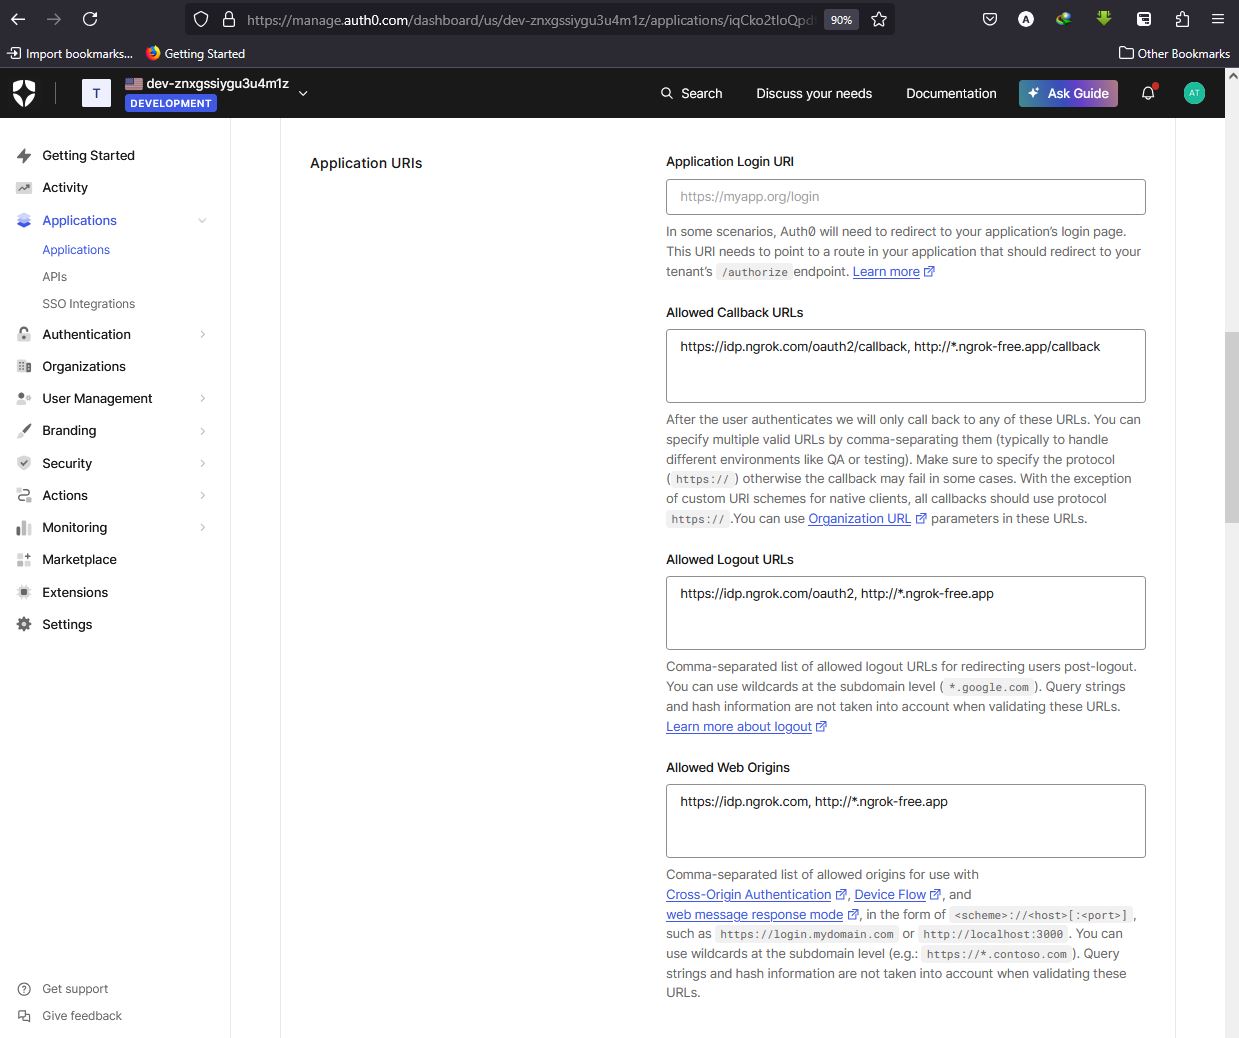 https://manage.auth0.com/dashboard/us/dev-znxgssiygu3u4m1z/applications/iqCko2tIoQpd
90%
Import bookmarks...
Getting Started
Other Bookmarks
T
dev-znxgssiygu3u4m1z
DEVELOPMENT
Search
Discuss your needs
Documentation
Ask Guide
AT
Getting Started
Activity
Applications
Applications
APIs
SSO Integrations
Authentication
Organizations
User Management
Branding
Security
Actions
Monitoring
Marketplace
Extensions
Settings
Get support
Give feedback
Application URIs
Application Login URI
https://myapp.org/login
In some scenarios, Auth0 will need to redirect to your application's login page.
This URI needs to point to a route in your application that should redirect to your
tenant's /authorize endpoint. Learn more
Allowed Callback URLs
https://idp.ngrok.com/oauth2/callback, http://*.ngrok-free.app/callback
After the user authenticates we will only call back to any of these URLs. You can
specify multiple valid URLs by comma-separating them (typically to handle
different environments like QA or testing). Make sure to specify the protocol
( https:// ) otherwise the callback may fail in some cases. With the exception
of custom URI schemes for native clients, all callbacks should use protocol
https:// .You can use Organization URL parameters in these URLs.
Allowed Logout URLs
https://idp.ngrok.com/oauth2, http://*.ngrok-free.app
Comma-separated list of allowed logout URLs for redirecting users post-logout.
You can use wildcards at the subdomain level ( *.google.com ). Query strings
and hash information are not taken into account when validating these URLs.
Learn more about logout
Allowed Web Origins
https://idp.ngrok.com, http://*.ngrok-free.app
Comma-separated list of allowed origins for use with
Cross-Origin Authentication , Device Flow , and
web message response mode , in the form of <scheme>://<host>[:<port>] ,
such as https://login.mydomain.com or http://localhost:3000 . You can
use wildcards at the subdomain level (e.g.: https://*.contoso.com ). Query
strings and hash information are not taken into account when validating these
URLs.